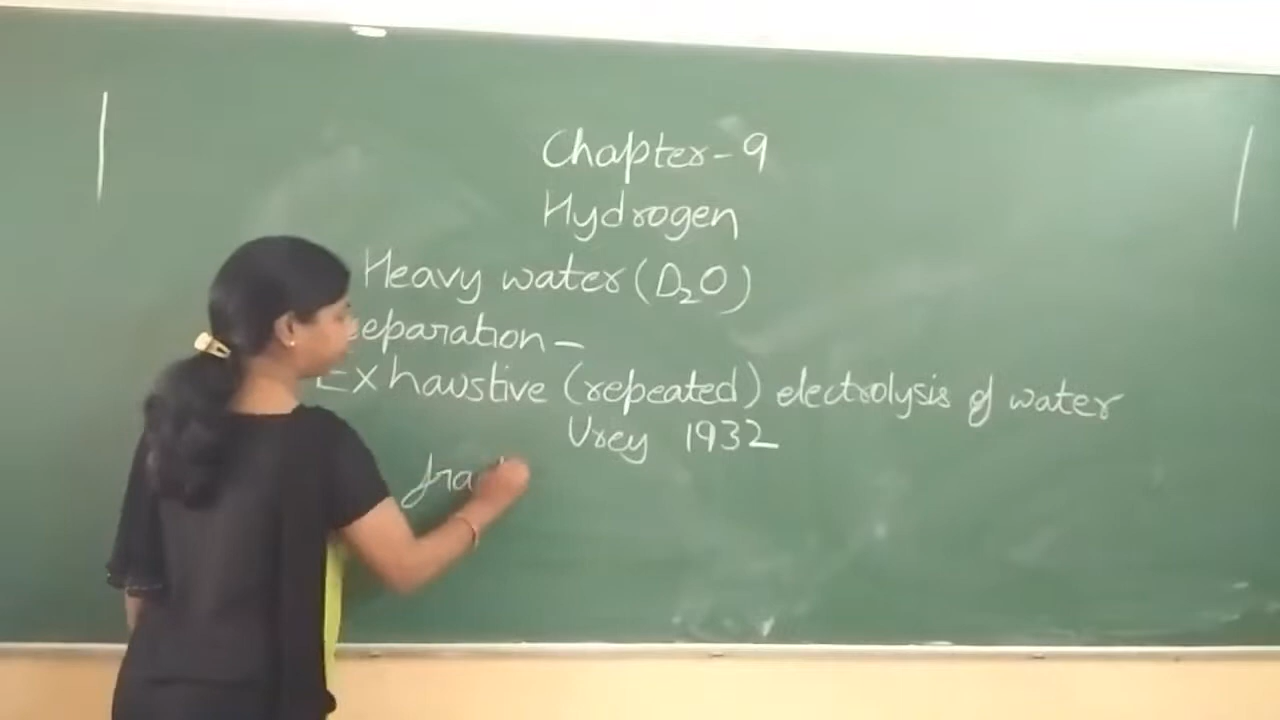 Chapter-9
Hydrogen
Heavy water (D₂O)
eparation -
Exhaustive (repeated) electrolysis of water
Urey 1932